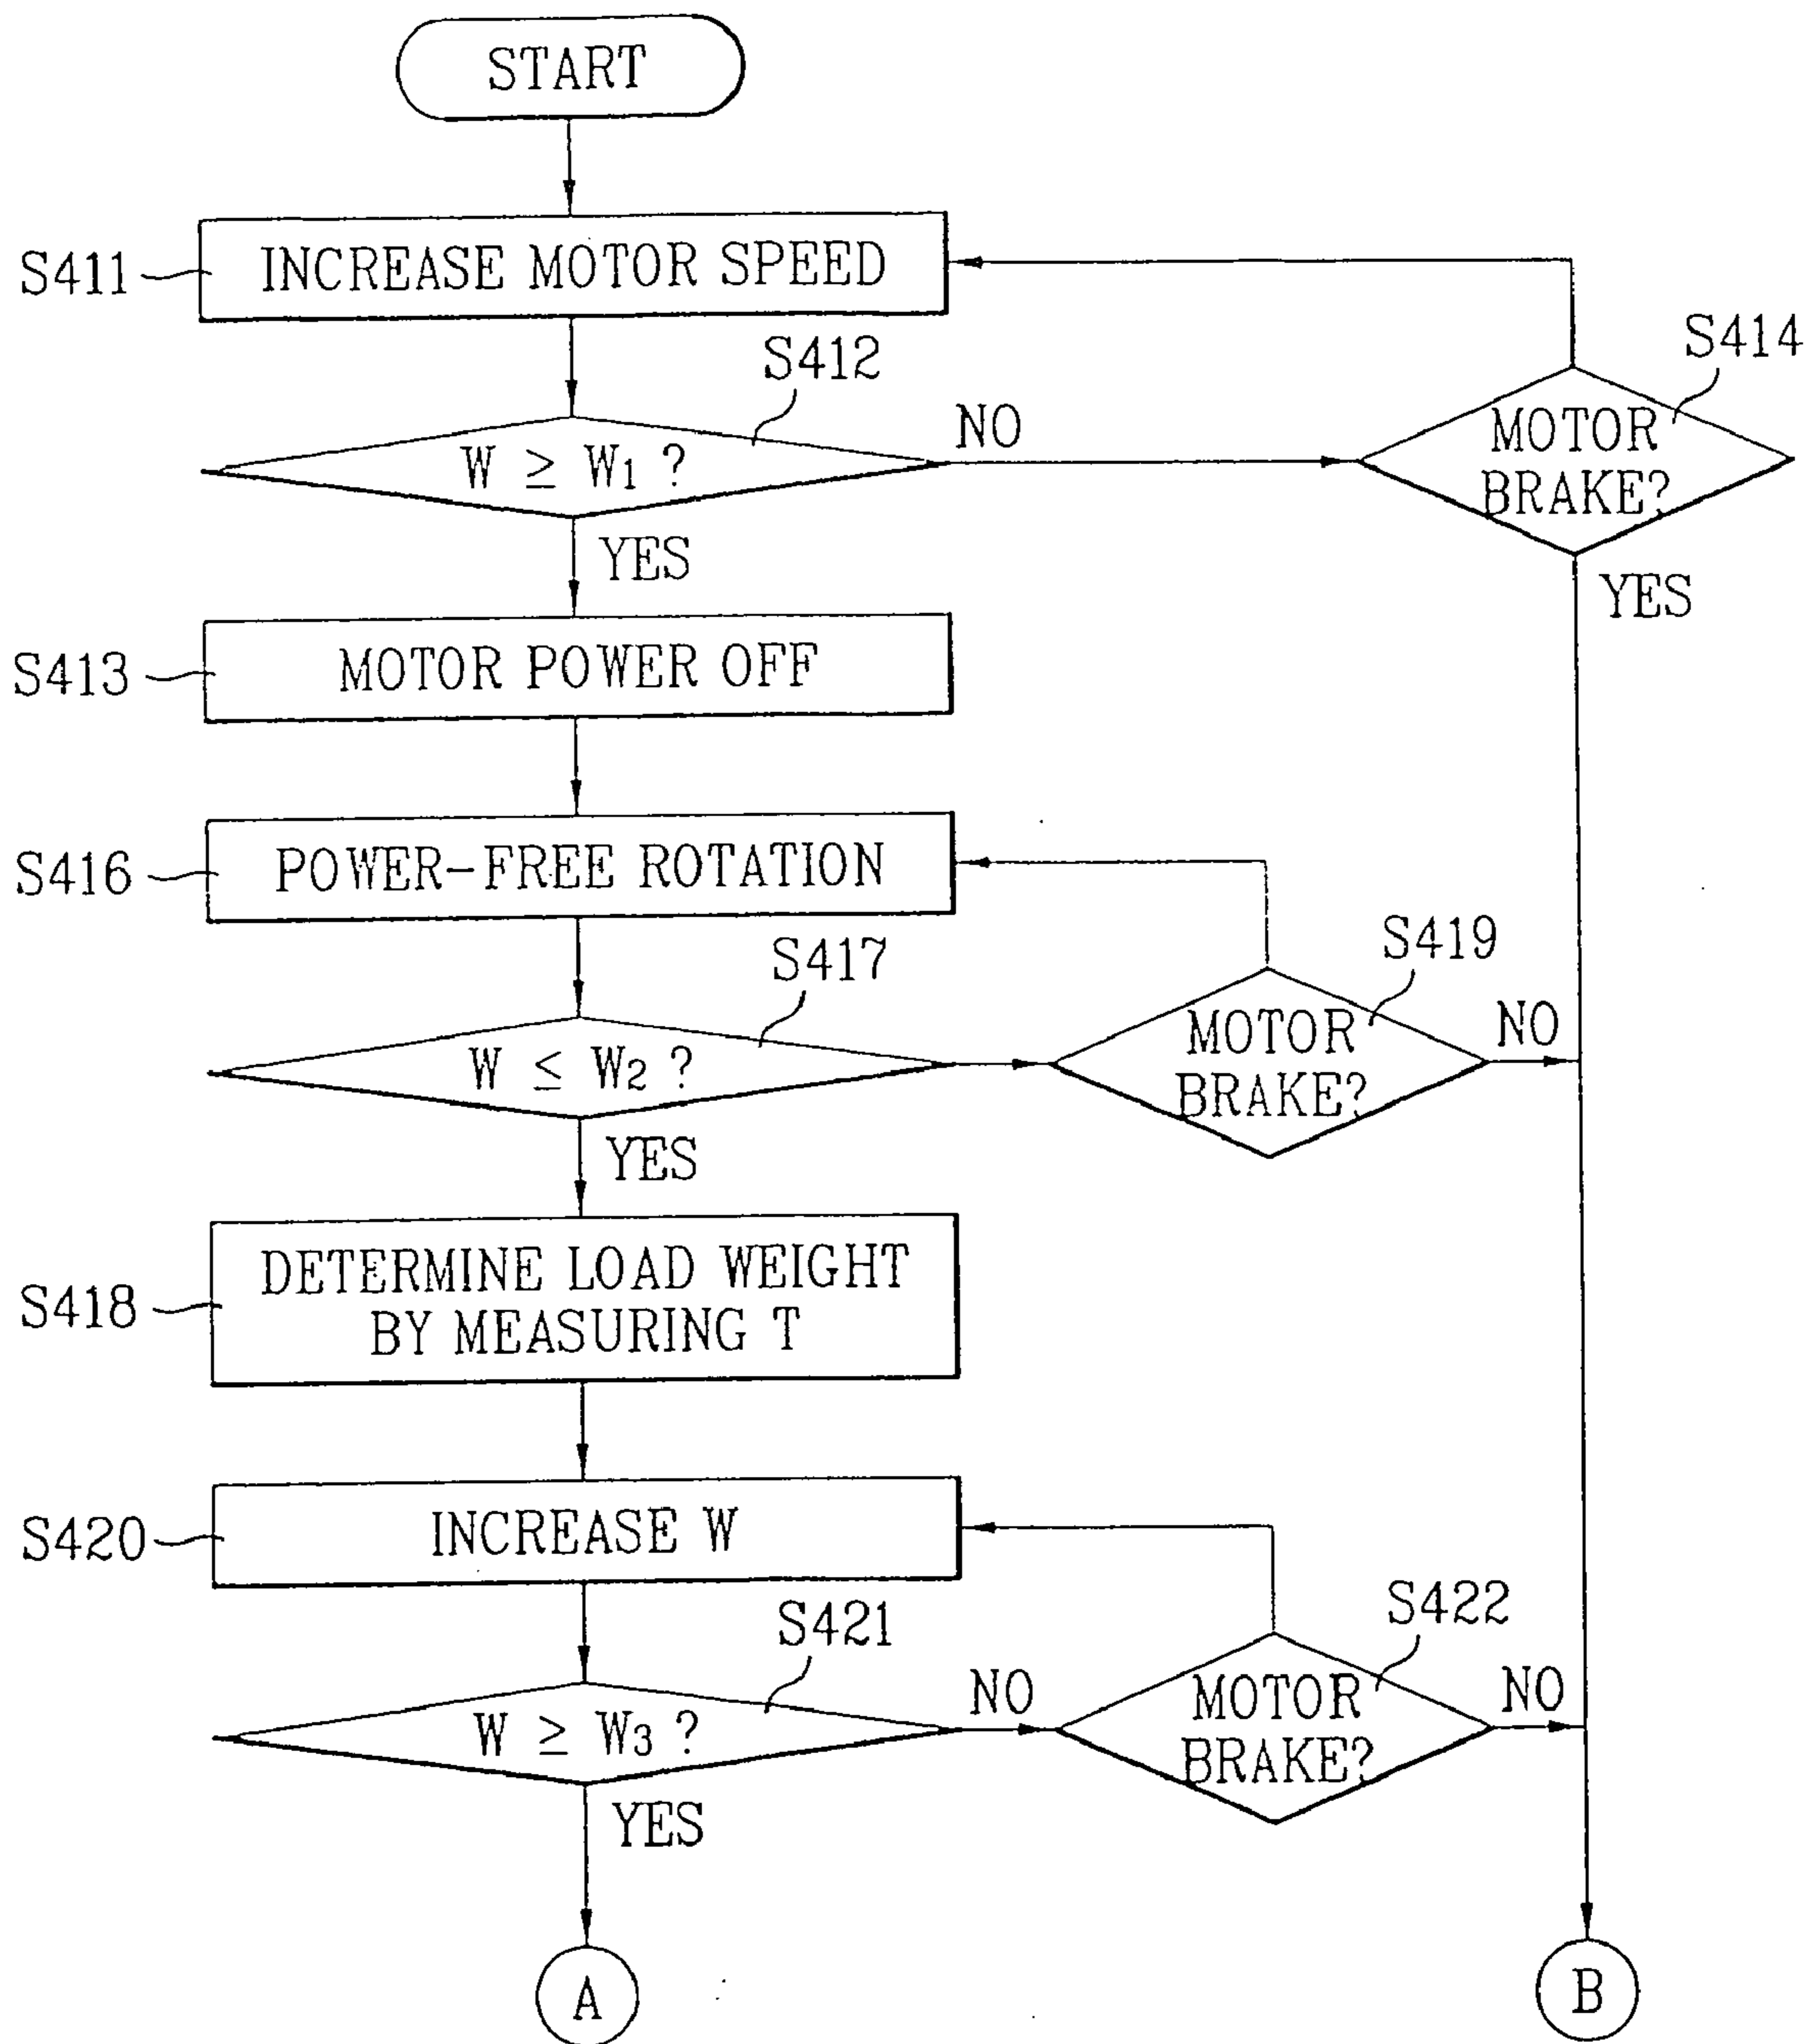 START
S411
INCREASE MOTOR SPEED
S412
W ≥ W1 ?
NO
S414
MOTOR
BRAKE?
YES
YES
S413
MOTOR POWER OFF
S416
POWER-FREE ROTATION
S417
W ≤ W2 ?
S419
MOTOR
BRAKE?
NO
YES
S418
DETERMINE LOAD WEIGHT
BY MEASURING T
S420
INCREASE W
S421
W ≥ W3 ?
NO
S422
MOTOR
BRAKE?
NO
YES
A
B